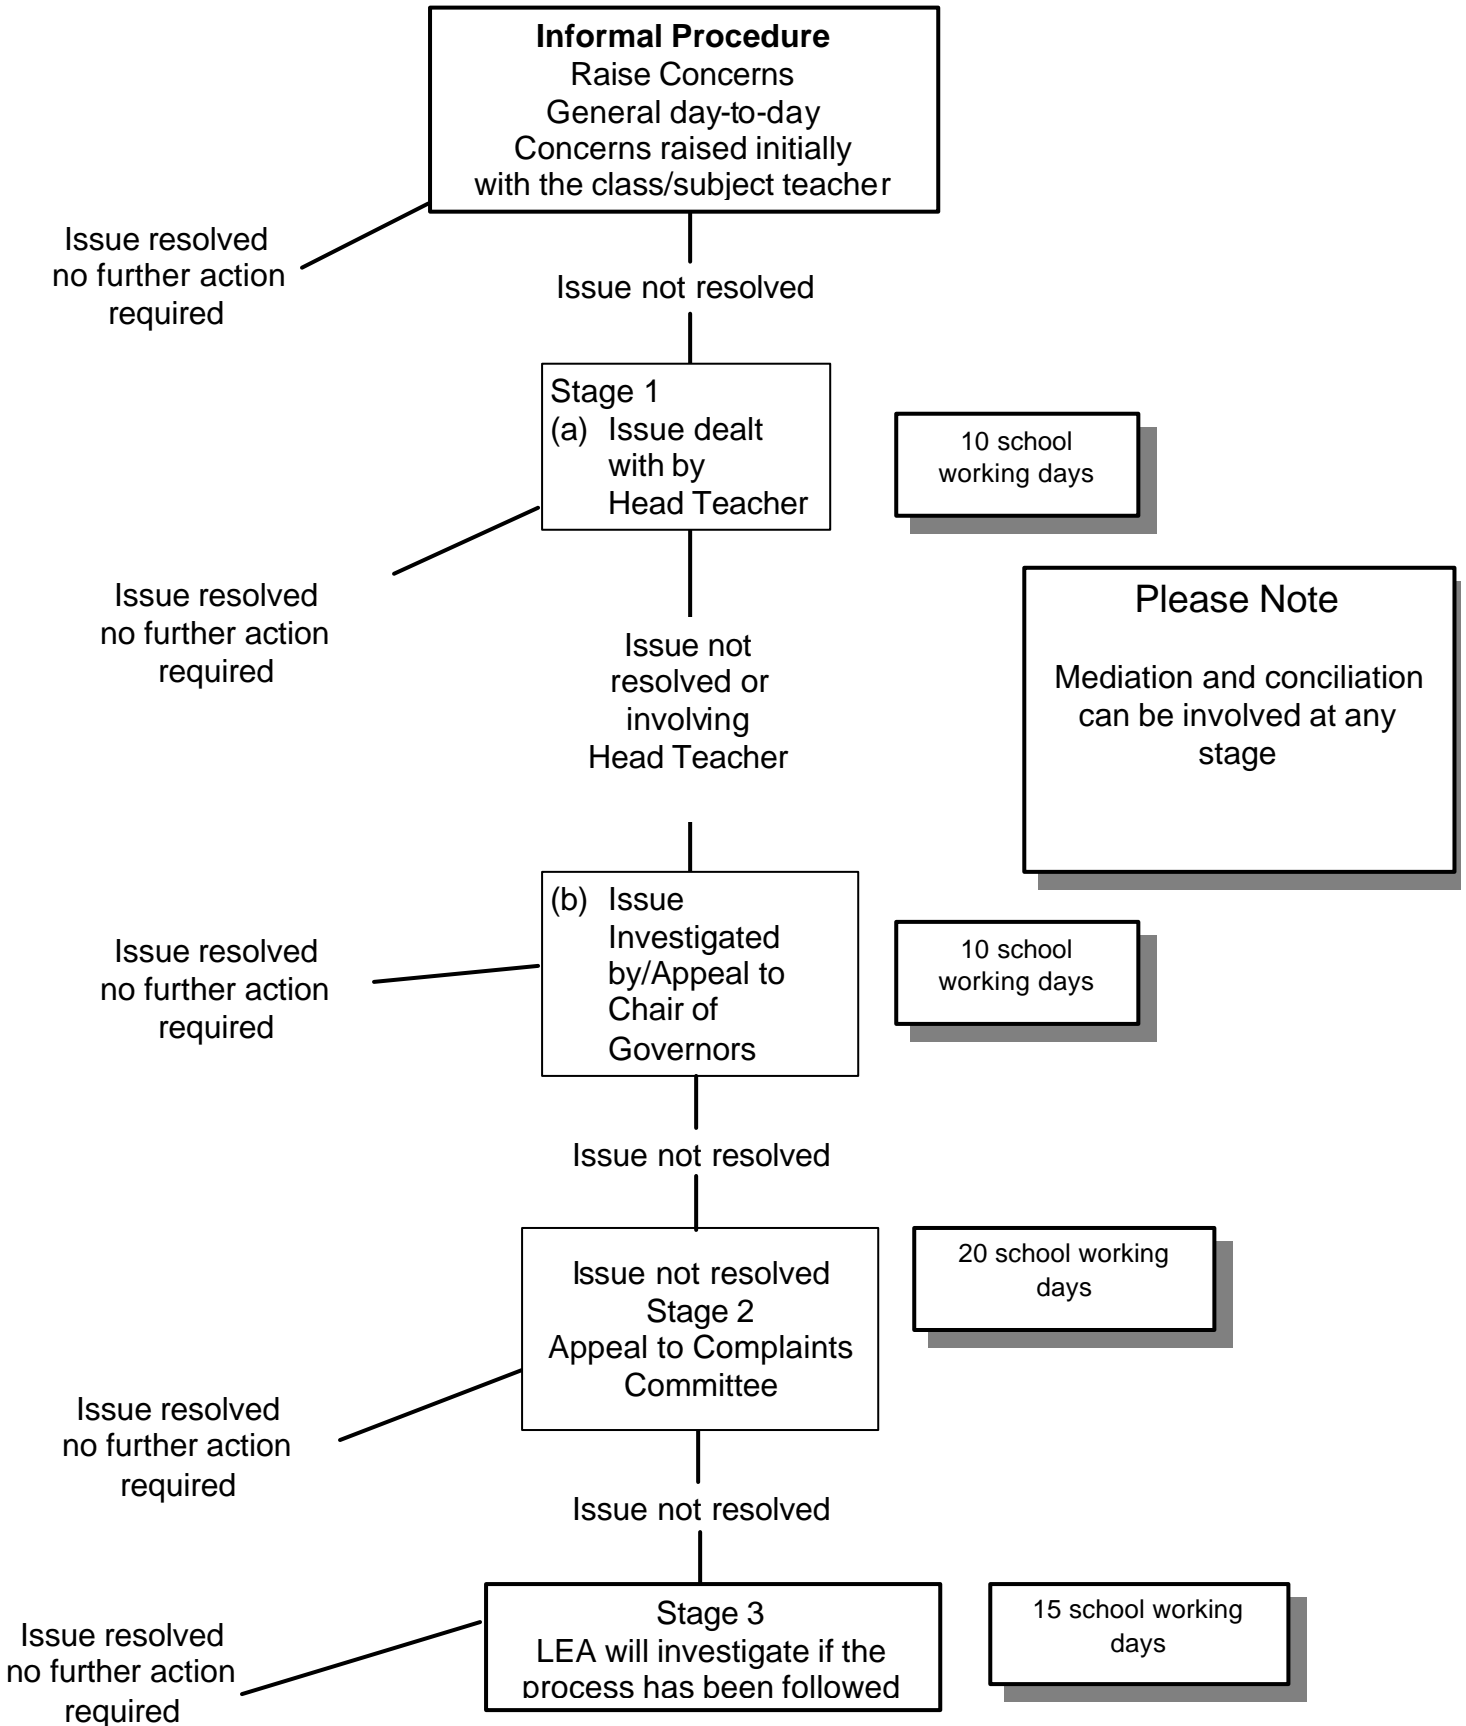 Informal Procedure
Raise Concerns
General day-to-day
Concerns raised initially
with the class/subject teacher
Issue resolved
no further action
required
Issue not resolved
Stage 1
(a) Issue dealt
with by
Head Teacher
10 school
working days
Issue resolved
no further action
required
Issue not
resolved or
involving
Head Teacher
Please Note
Mediation and conciliation
can be involved at any
stage
(b) Issue
Investigated
by/Appeal to
Chair of
Governors
10 school
working days
Issue resolved
no further action
required
Issue not resolved
Issue not resolved
Stage 2
Appeal to Complaints
Committee
20 school working
days
Issue resolved
no further action
required
Issue not resolved
Stage 3
LEA will investigate if the
process has been followed
15 school working
days
Issue resolved
no further action
required